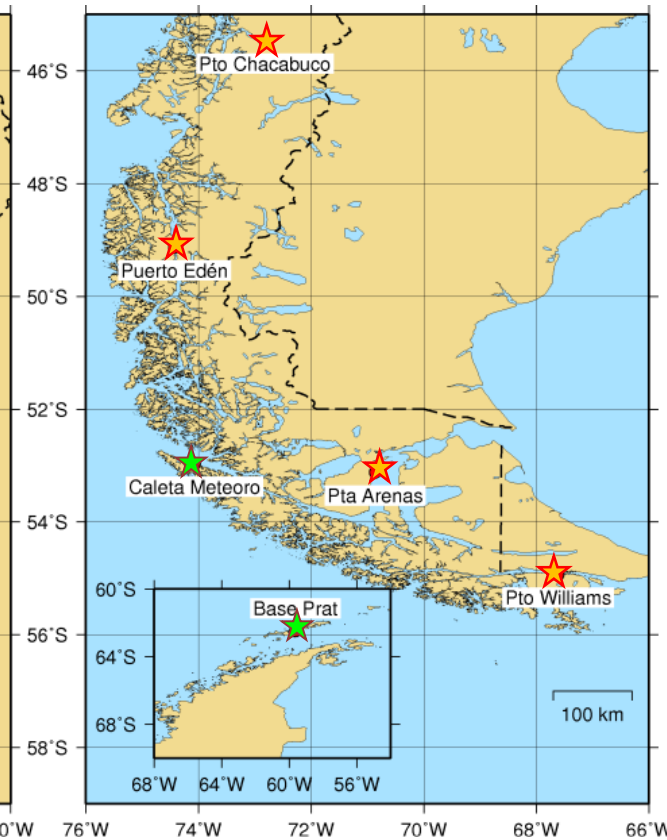 46°S
Pto Chacabuco
48°S
Puerto Edén
50°S
52°S
Caleta Meteoro
Pta Arenas
54°S
Pto Williams
60°S
Base Prat
56°S
64°S
100 km
68°S
58°S
68°W 64°W 60°W 56°W
0°W 76°W 74°W 72°W 70°W 68°W 66°W